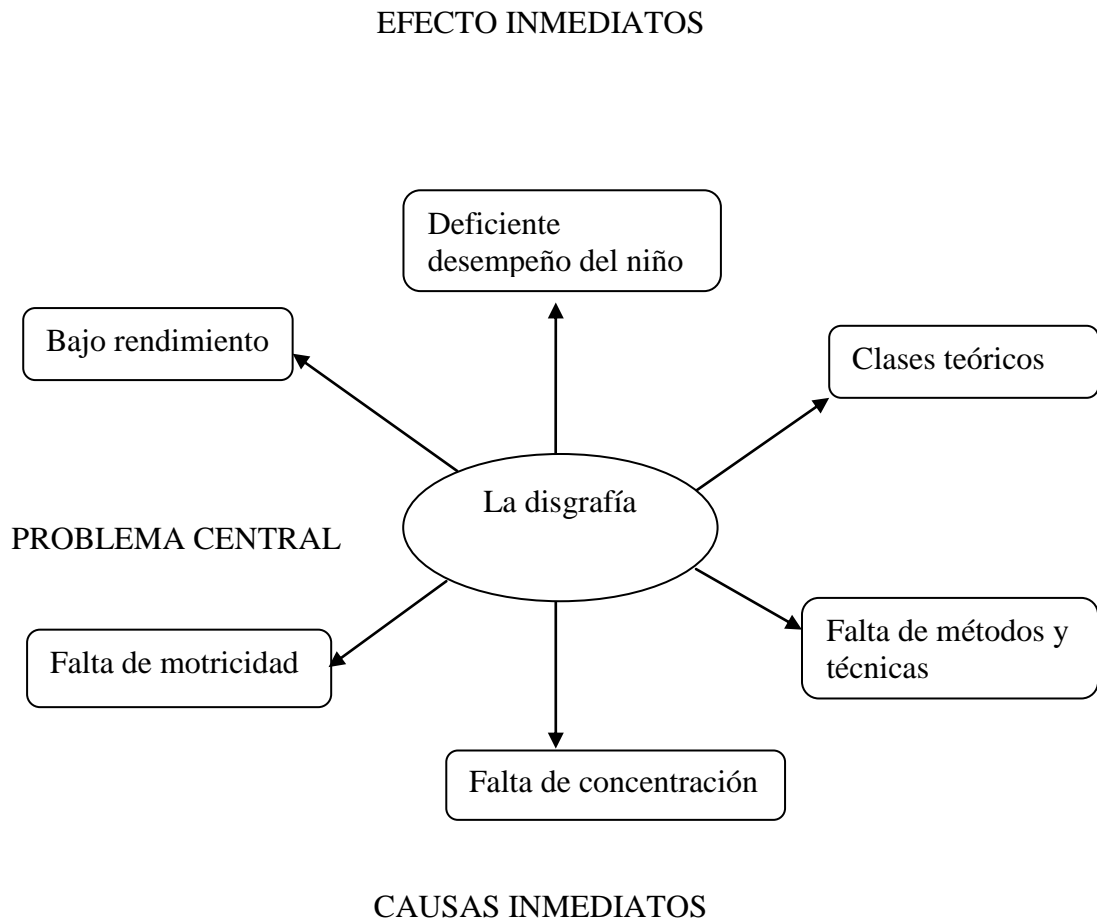 EFECTO INMEDIATOS
Deficiente
desempeño del niño
Bajo rendimiento
Clases teóricos
La disgrafía
PROBLEMA CENTRAL
Falta de motricidad
Falta de métodos y
técnicas
Falta de concentración
CAUSAS INMEDIATOS